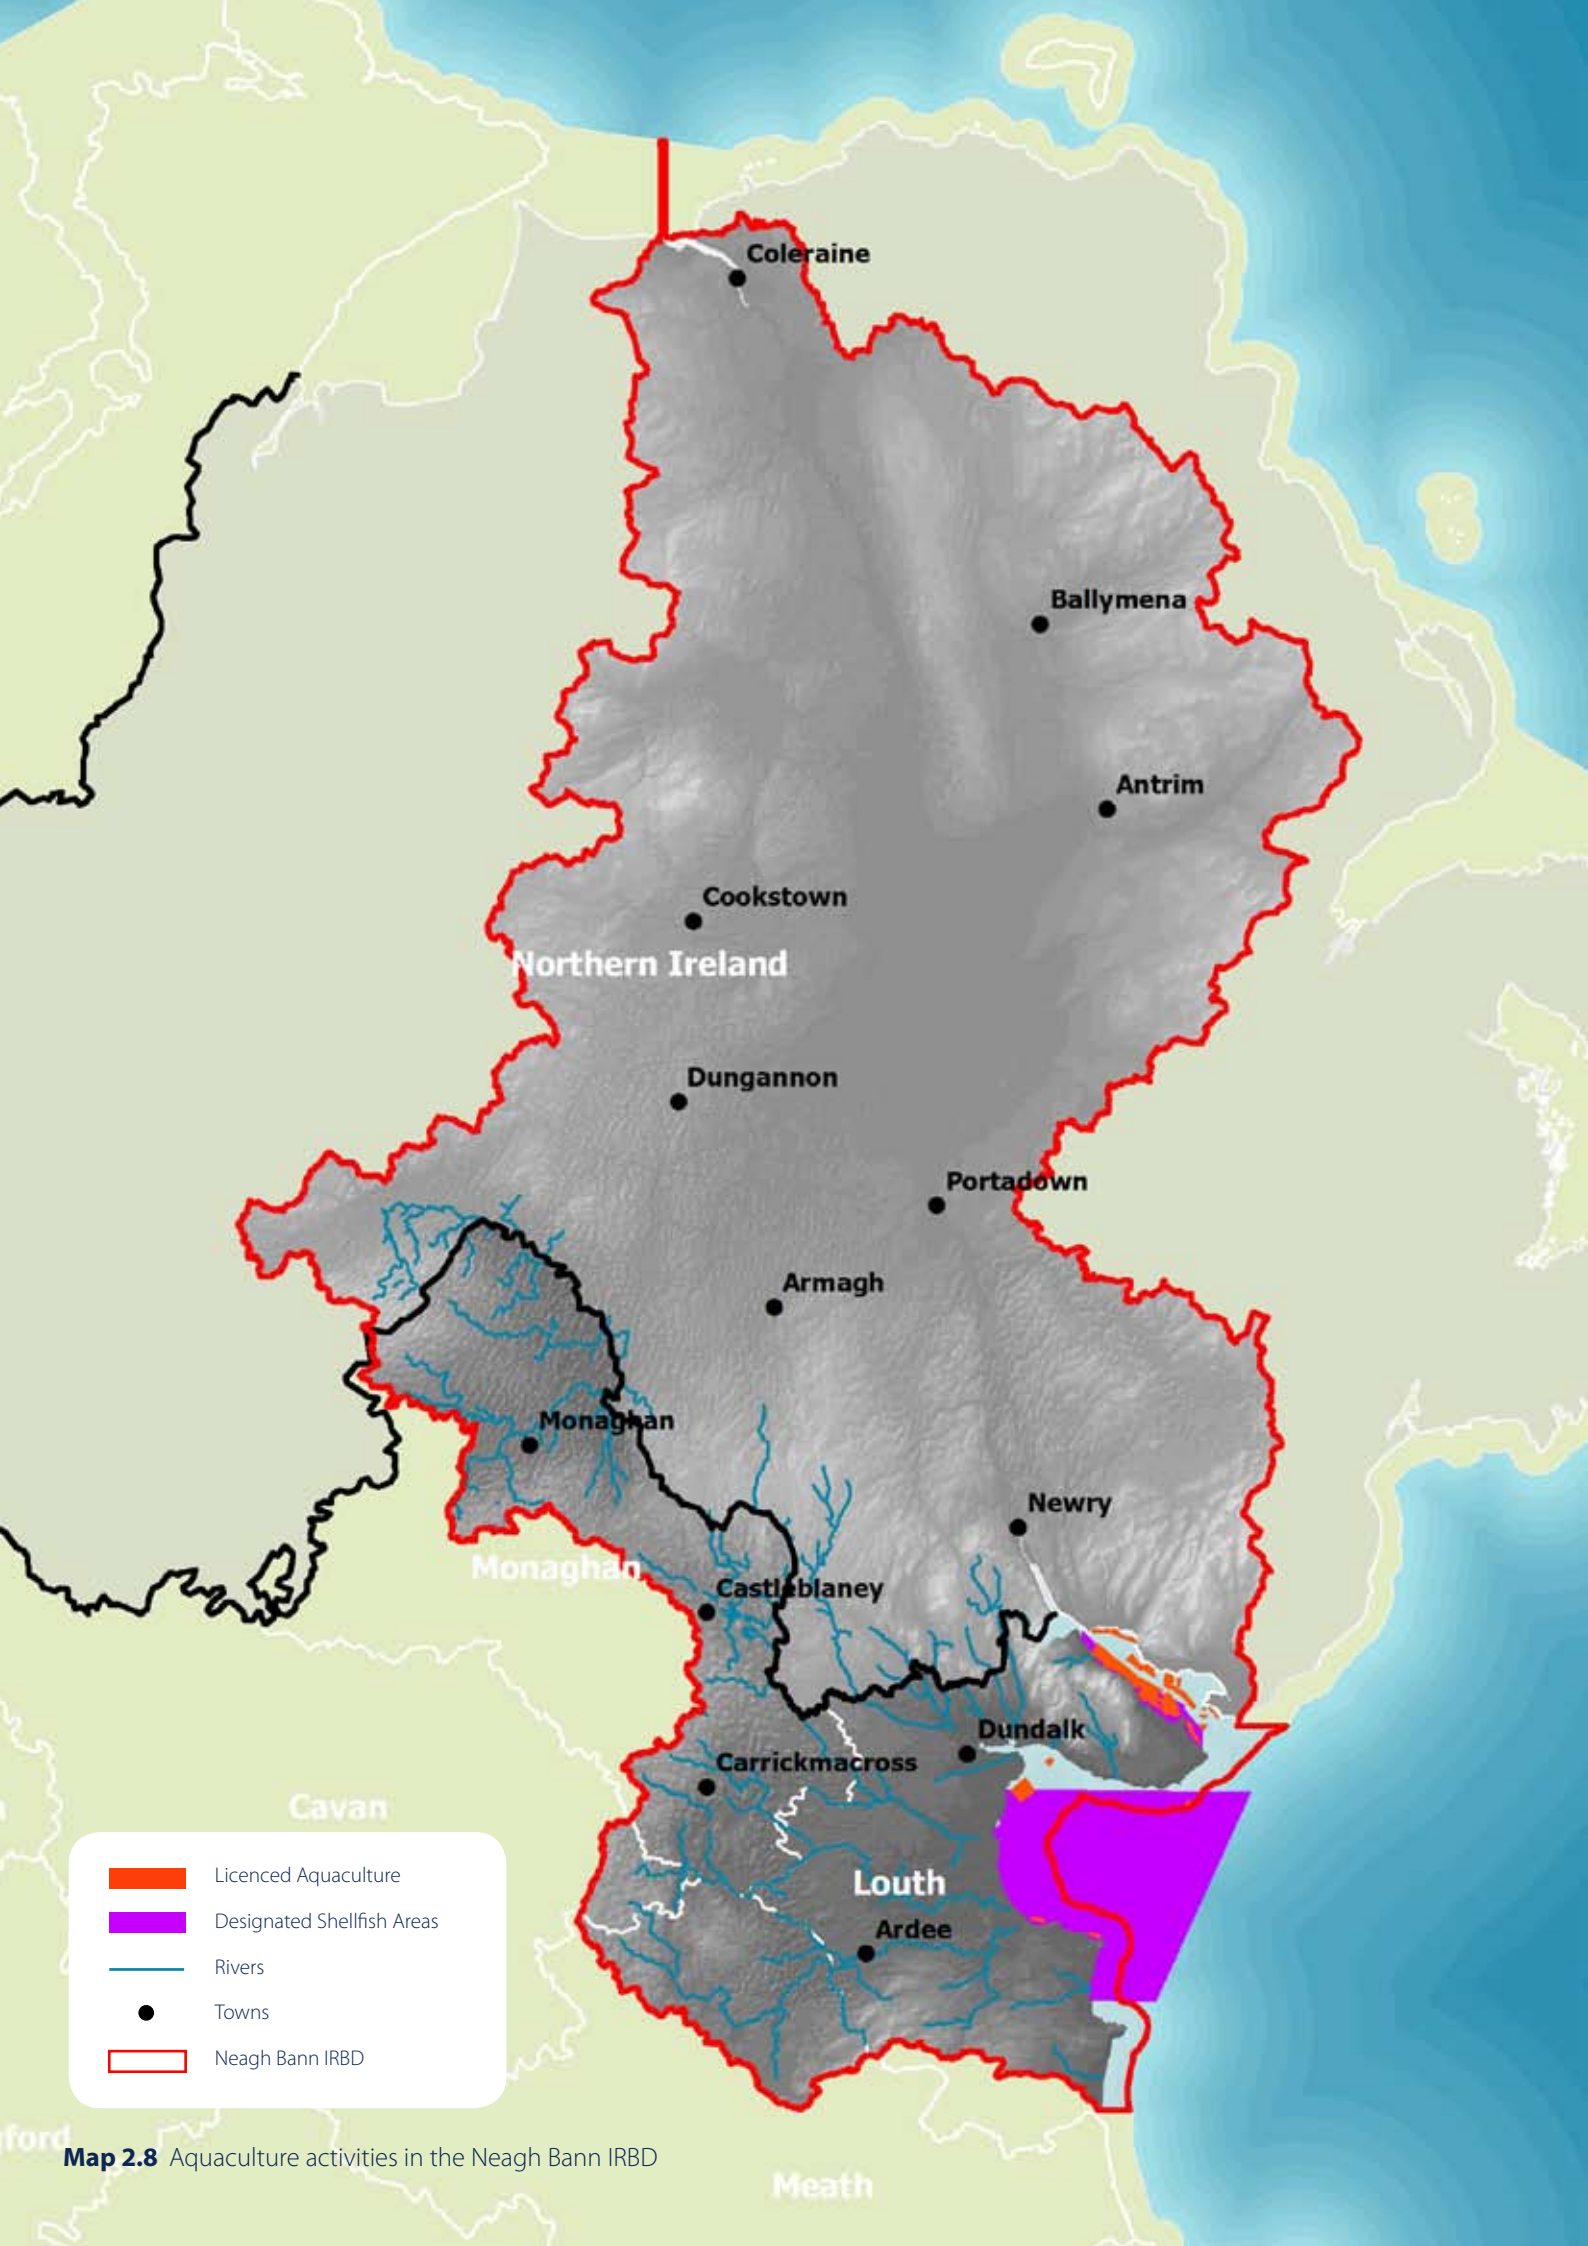 Coleraine
Ballymena
Antrim
Cookstown
Northern Ireland
Dungannon
Portadown
Armagh
Monaghan
Newry
Monaghan
Castleblaney
Dundalk
Carrickmacross
Cavan
Louth
Ardee
Licenced Aquaculture
Designated Shellfish Areas
Rivers
Towns
Neagh Bann IRBD
ford
Map 2.8 Aquaculture activities in the Neagh Bann IRBD
Meath